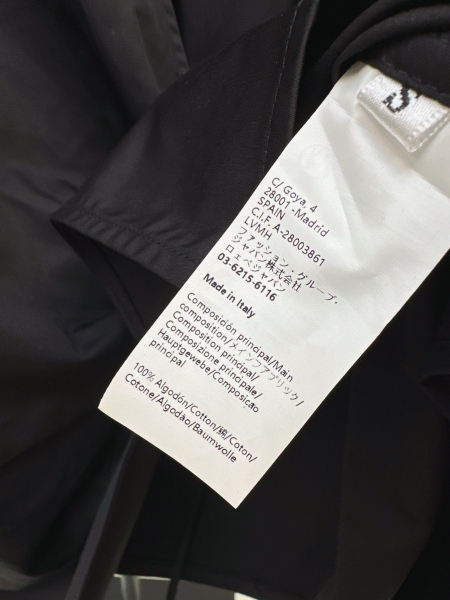 S
C/ Goya, 4
28001 -Madrid
SPAIN
C.I.F. A-28003861
LVMH
ファッション・グループ・
ジャパン株式会社
ロエベジャパン
03-6215-6116
Made in Italy
Composición principal/Main
composition/メインファブリック/
Composition principale/
Composizione principale/
Hauptgewebe/Composicao
principal
100% Algodón/Cotton/綿/Coton/
Cotone/Algodão/Baumwolle